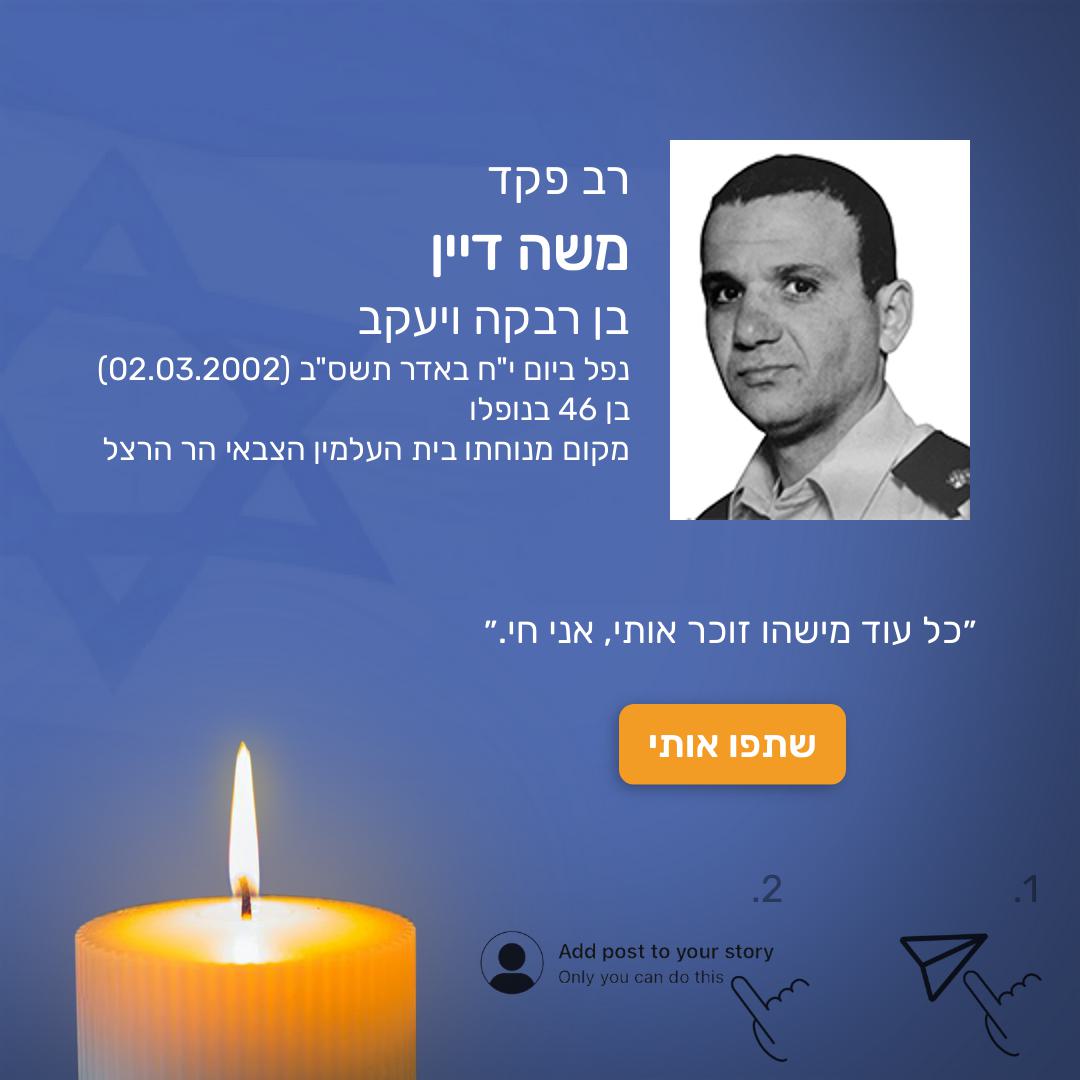 רב פקד
משה דיין
בן רבקה ויעקב
נפל ביום י"ח באדר תשס"ב (02.03.2002)
בן 46 בנופלו
מקום מנוחתו בית העלמין הצבאי הר הרצל
״כל עוד מישהו זוכר אותי, אני חי.״
שתפו אותי
.1
.2
Add post to your story
Only you can do this